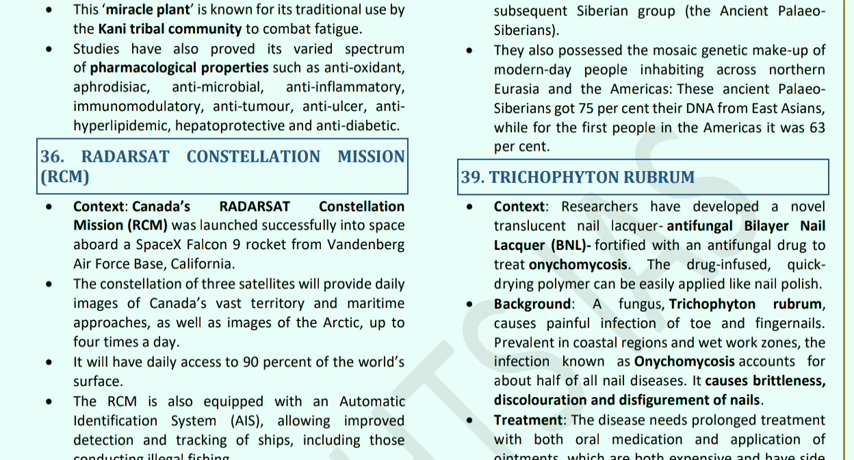 • This ‘miracle plant’ is known for its traditional use by
the Kani tribal community to combat fatigue.
• Studies have also proved its varied spectrum
of pharmacological properties such as anti-oxidant,
aphrodisiac, anti-microbial, anti-inflammatory,
immunomodulatory, anti-tumour, anti-ulcer, anti-
hyperlipidemic, hepatoprotective and anti-diabetic.
36. RADARSAT CONSTELLATION MISSION
(RCM)
• Context: Canada’s RADARSAT Constellation
Mission (RCM) was launched successfully into space
aboard a SpaceX Falcon 9 rocket from Vandenberg
Air Force Base, California.
• The constellation of three satellites will provide daily
images of Canada’s vast territory and maritime
approaches, as well as images of the Arctic, up to
four times a day.
• It will have daily access to 90 percent of the world’s
surface.
• The RCM is also equipped with an Automatic
Identification System (AIS), allowing improved
detection and tracking of ships, including those
conducting illegal fishing.
subsequent Siberian group (the Ancient Palaeo-
Siberians).
• They also possessed the mosaic genetic make-up of
modern-day people inhabiting across northern
Eurasia and the Americas: These ancient Palaeo-
Siberians got 75 per cent their DNA from East Asians,
while for the first people in the Americas it was 63
per cent.
39. TRICHOPHYTON RUBRUM
• Context: Researchers have developed a novel
translucent nail lacquer- antifungal Bilayer Nail
Lacquer (BNL)- fortified with an antifungal drug to
treat onychomycosis. The drug-infused, quick-
drying polymer can be easily applied like nail polish.
• Background: A fungus, Trichophyton rubrum,
causes painful infection of toe and fingernails.
Prevalent in coastal regions and wet work zones, the
infection known as Onychomycosis accounts for
about half of all nail diseases. It causes brittleness,
discolouration and disfigurement of nails.
• Treatment: The disease needs prolonged treatment
with both oral medication and application of
ointments, which are both expensive and have side
ITS IAS